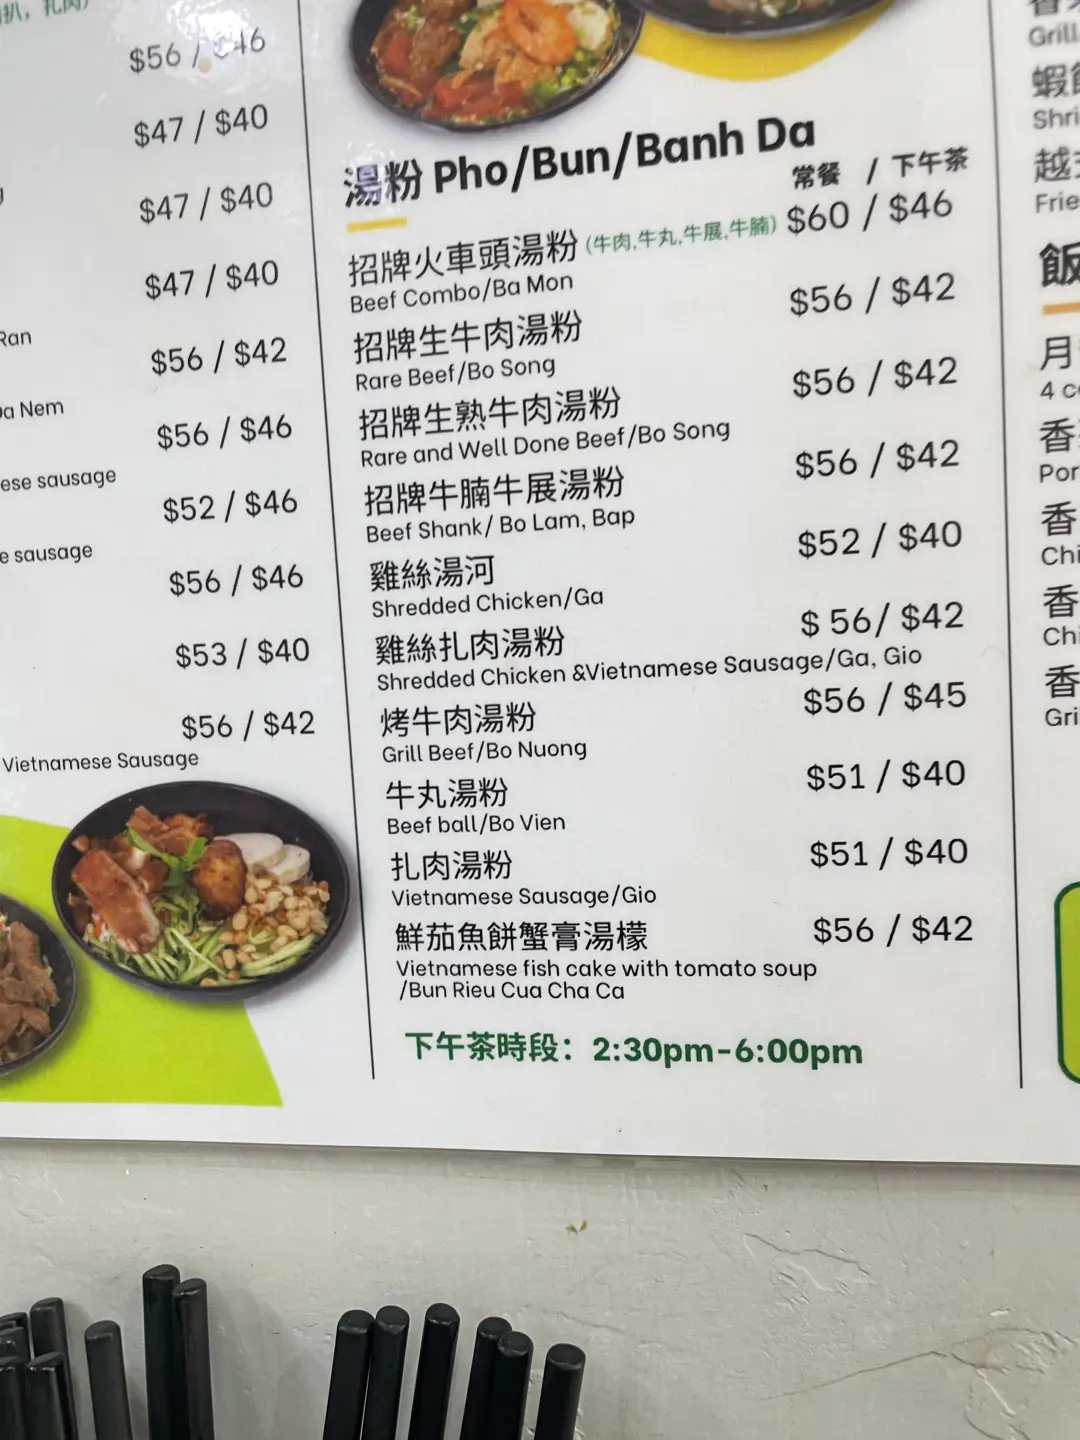 扒, 扎肉)
$56 / $46
$47 / $40
$47 / $40
$47 / $40
Ran
$56 / $42
Da Nem
$56 / $46
ese sausage
$52 / $46
e sausage
$56 / $46
$53 / $40
$56 / $42
Vietnamese Sausage
湯粉 Pho/Bun/Banh Da
常餐 / 下午茶
招牌火車頭湯粉 (牛肉,牛丸,牛展,牛腩) $60 / $46
Beef Combo/Ba Mon
招牌生牛肉湯粉 $56 / $42
Rare Beef/Bo Song
招牌生熟牛肉湯粉 $56 / $42
Rare and Well Done Beef/Bo Song
招牌牛腩牛展湯粉 $56 / $42
Beef Shank/ Bo Lam, Bap
雞絲湯河 $52 / $40
Shredded Chicken/Ga
雞絲扎肉湯粉 $ 56/ $42
Shredded Chicken &Vietnamese Sausage/Ga, Gio
烤牛肉湯粉 $56 / $45
Grill Beef/Bo Nuong
牛丸湯粉 $51 / $40
Beef ball/Bo Vien
扎肉湯粉 $51 / $40
Vietnamese Sausage/Gio
鮮茄魚餅蟹膏湯檬 $56 / $42
Vietnamese fish cake with tomato soup
/Bun Rieu Cua Cha Ca
下午茶時段：2:30pm-6:00pm
Grill
蝦
Shri
越
Frie
飯
月
4 c
香
Por
香
Chi
香
Chi
香
Gri